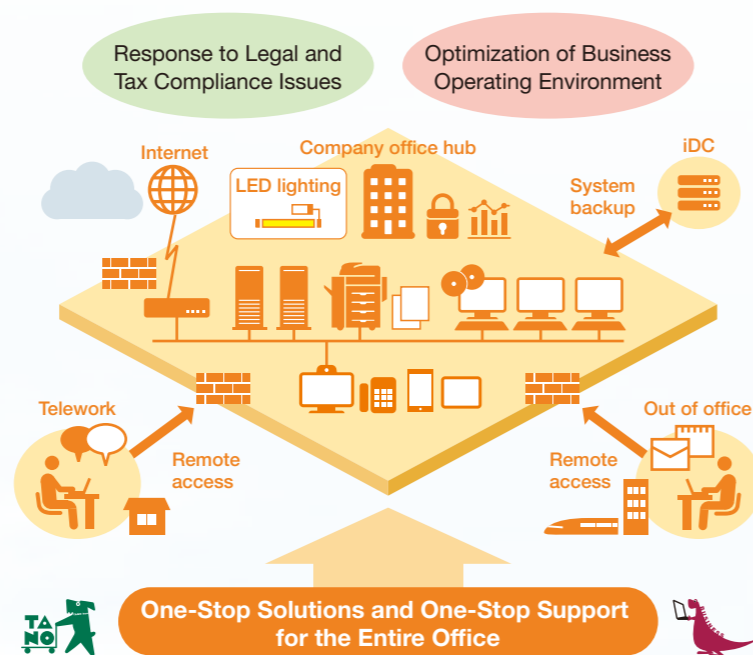 Response to Legal and
Tax Compliance Issues
Optimization of Business
Operating Environment
Internet
Company office hub
iDC
LED lighting
System
backup
Telework
Out of office
Remote
access
Remote
access
TA
NO
One-Stop Solutions and One-Stop Support
for the Entire Office